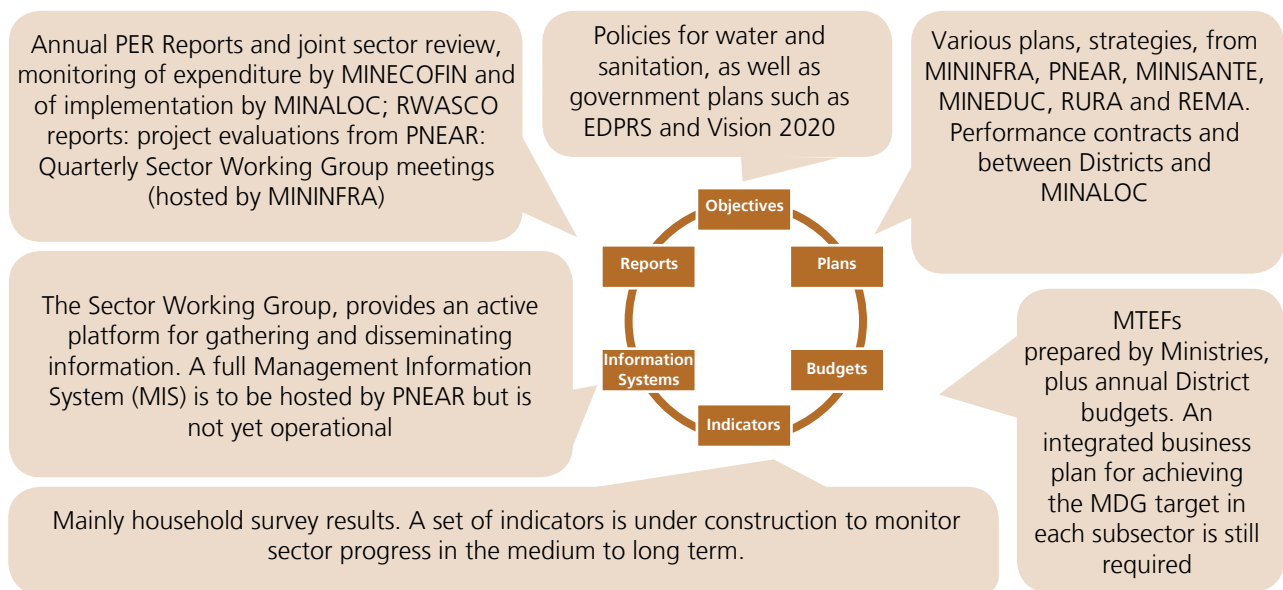 Annual PER Reports and joint sector review,
monitoring of expenditure by MINECOFIN and
of implementation by MINALOC; RWASCO
reports: project evaluations from PNEAR:
Quarterly Sector Working Group meetings
(hosted by MININFRA)
Policies for water and
sanitation, as well as
government plans such as
EDPRS and Vision 2020
Various plans, strategies, from
MININFRA, PNEAR, MINISANTE,
MINEDUC, RURA and REMA.
Performance contracts and
between Districts and
MINALOC
Objectives
Reports
Plans
Information
Systems
Budgets
Indicators
The Sector Working Group, provides an active
platform for gathering and disseminating
information. A full Management Information
System (MIS) is to be hosted by PNEAR but is
not yet operational
MTEFs
prepared by Ministries,
plus annual District
budgets. An
integrated business
plan for achieving
the MDG target in
each subsector is still
required
Mainly household survey results. A set of indicators is under construction to monitor
sector progress in the medium to long term.